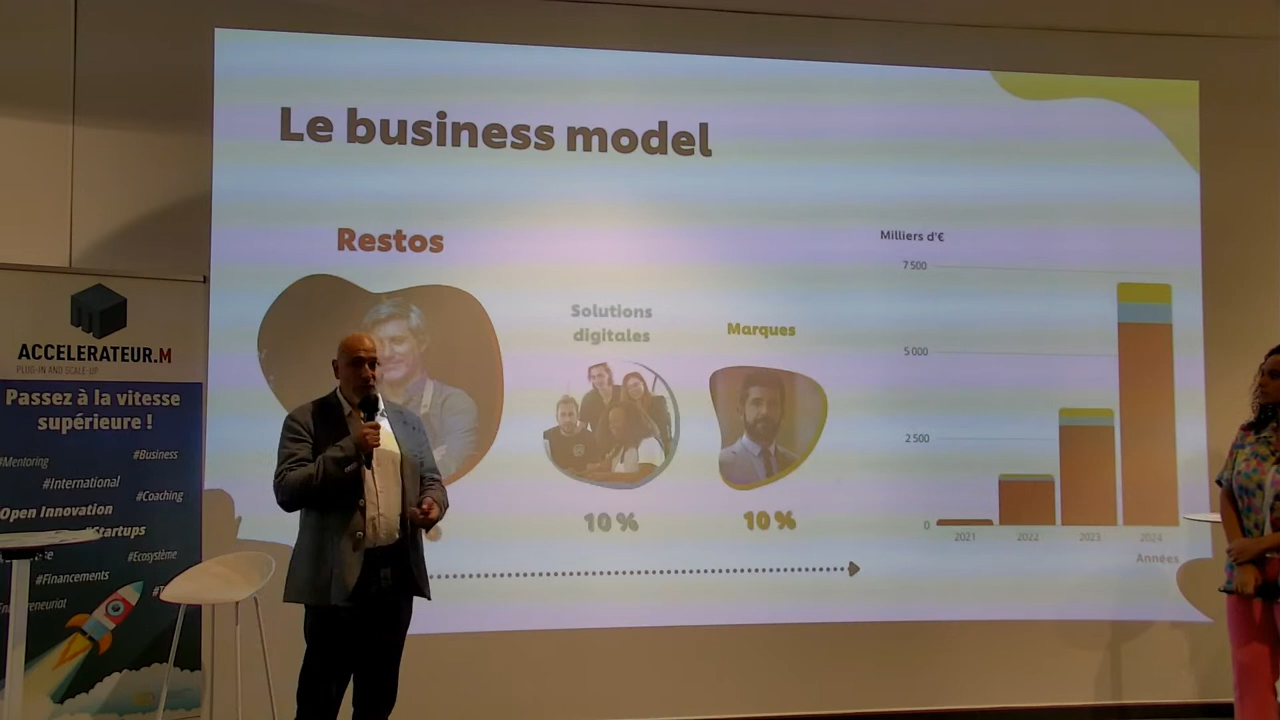 Le business model
Restos
Solutions
digitales
Marques
10 %
10 %
Milliers d'€
7 500
5 000
2 500
0
2021
2022
2023
2024
Années
ACCELERATEUR.M
PLUG-IN AND SCALE-UP
Passez à la vitesse
supérieure !
#Mentoring
#Business
#International
#Coaching
Open Innovation
#Startups
#Ecosystème
#Financements